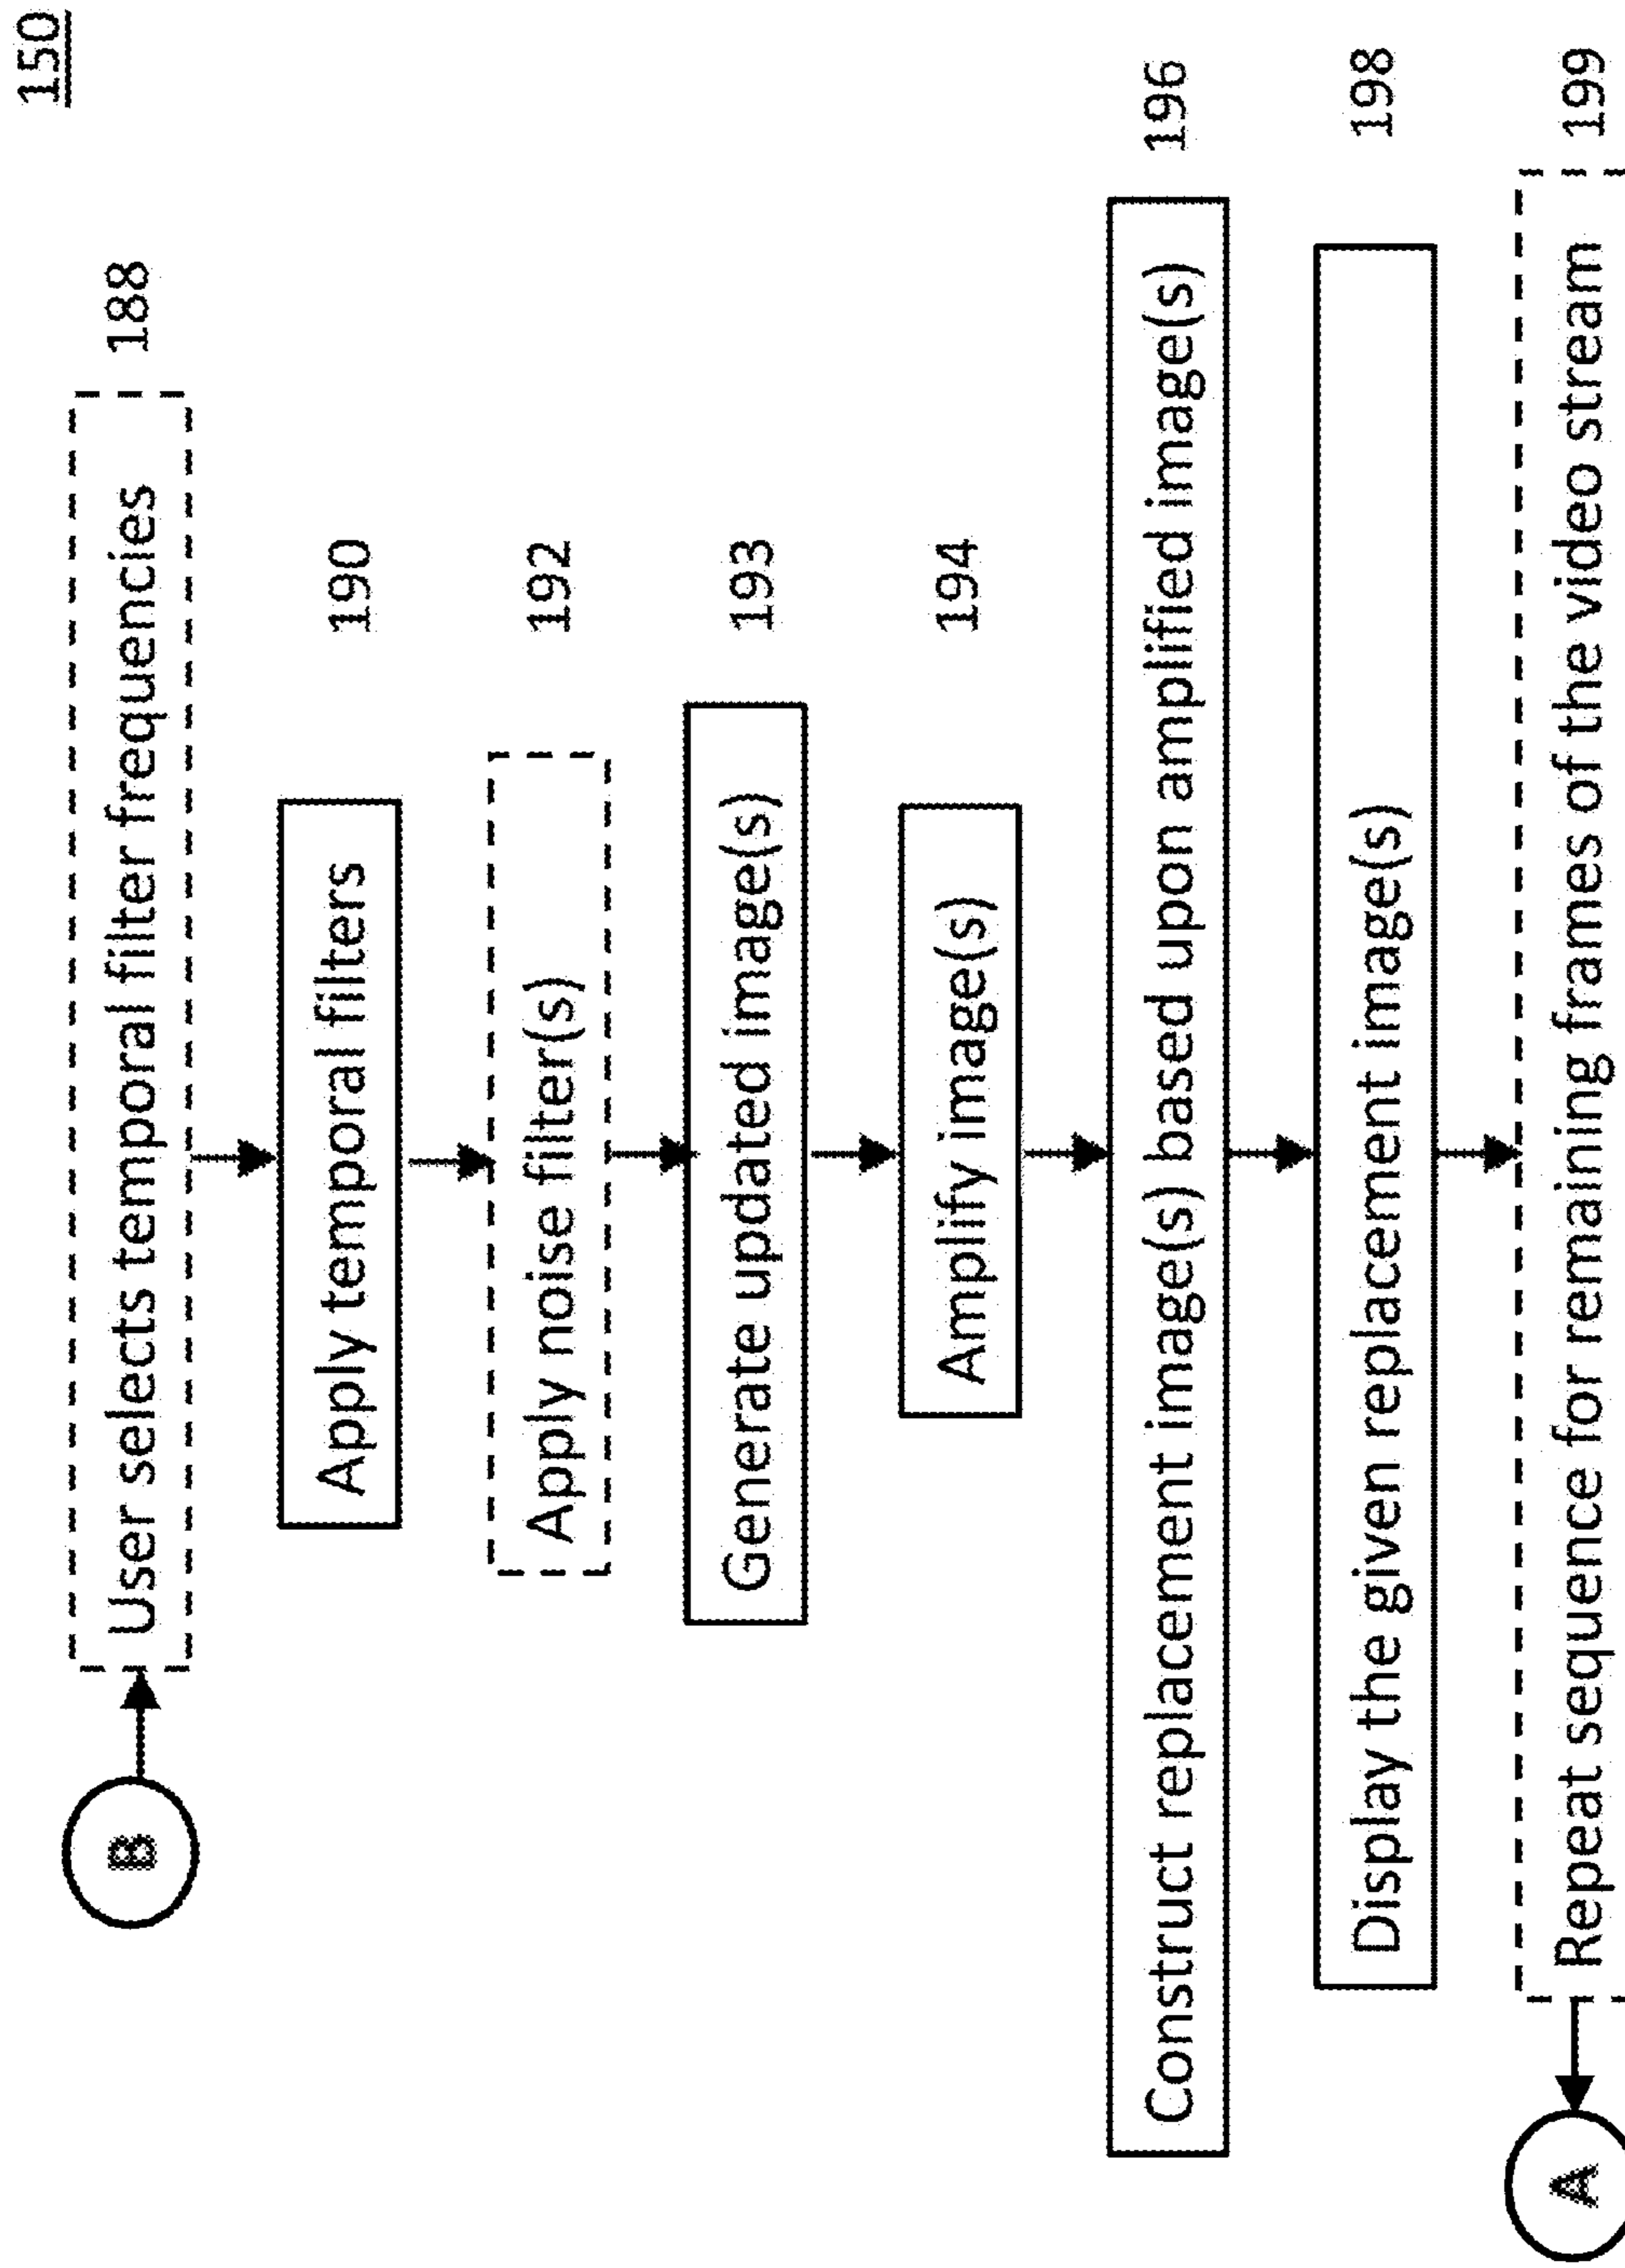 150
B
User selects temporal filter frequencies 188
Apply temporal filters 190
Apply noise filter(s) 192
Generate updated image(s) 193
Amplify image(s) 194
Construct replacement image(s) based upon amplified image(s) 196
Display the given replacement image(s) 198
A
Repeat sequence for remaining frames of the video stream 199